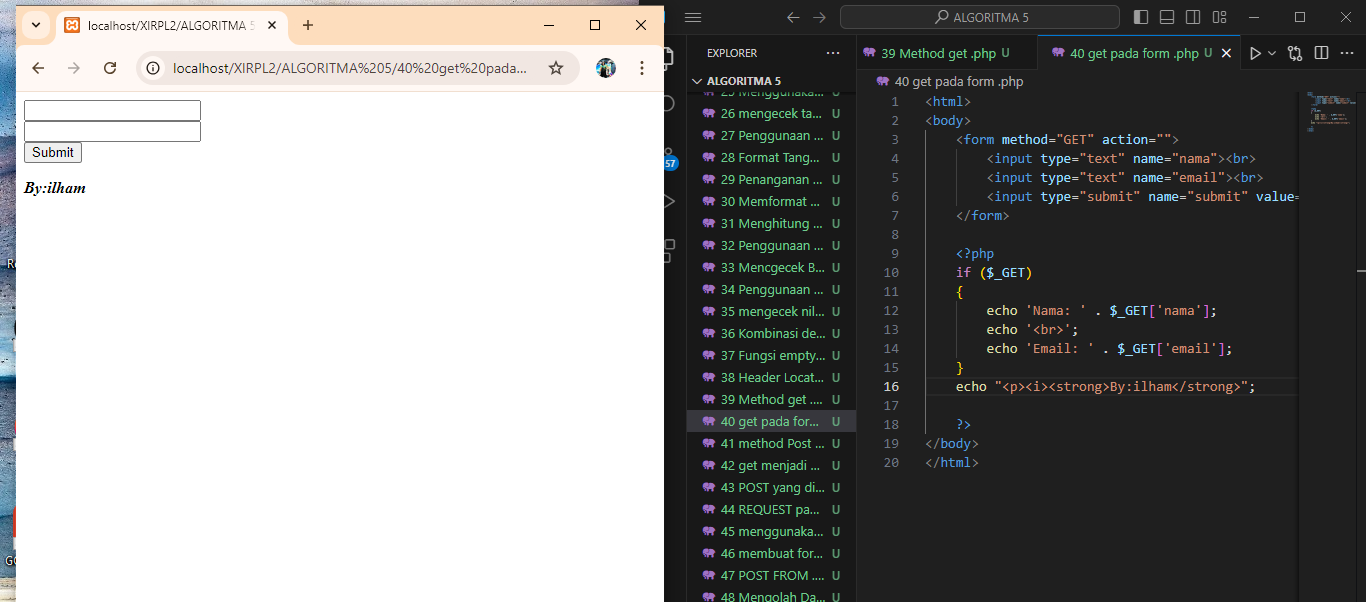 localhost/XIRPL2/ALGORITMA 5
localhost/XIRPL2/ALGORITMA%205/40%20get%20pada...
Submit
By:ilham
ALGORITMA 5
57
EXPLORER
ALGORITMA 5
26 mengecek ta... U
27 Penggunaan ... U
28 Format Tang... U
29 Penanganan ... U
30 Memformat ... U
31 Menghitung ... U
32 Penggunaan ... U
33 Mencgecek B... U
34 Penggunaan ... U
35 mengecek nil... U
36 Kombinasi de... U
37 Fungsi empty... U
38 Header Locat... U
39 Method get .... U
40 get pada for... U
41 method Post ... U
42 get menjadi ... U
43 POST yang di... U
44 REQUEST pa... U
45 menggunaka... U
46 membuat for... U
47 POST FROM .... U
48 Mengolah Da... U
39 Method get .php U
40 get pada form .php U
40 get pada form .php
1 <html>
2 <body>
3 <form method="GET" action="">
4 <input type="text" name="nama"><br>
5 <input type="text" name="email"><br>
6 <input type="submit" name="submit" value=
7 </form>
8
9 <?php
10 if ($_GET)
11 {
12 echo 'Nama: ' . $_GET['nama'];
13 echo '<br>';
14 echo 'Email: ' . $_GET['email'];
15 }
16 echo "<p><i><strong>By:ilham</strong>";
17
18 ?>
19 </body>
20 </html>